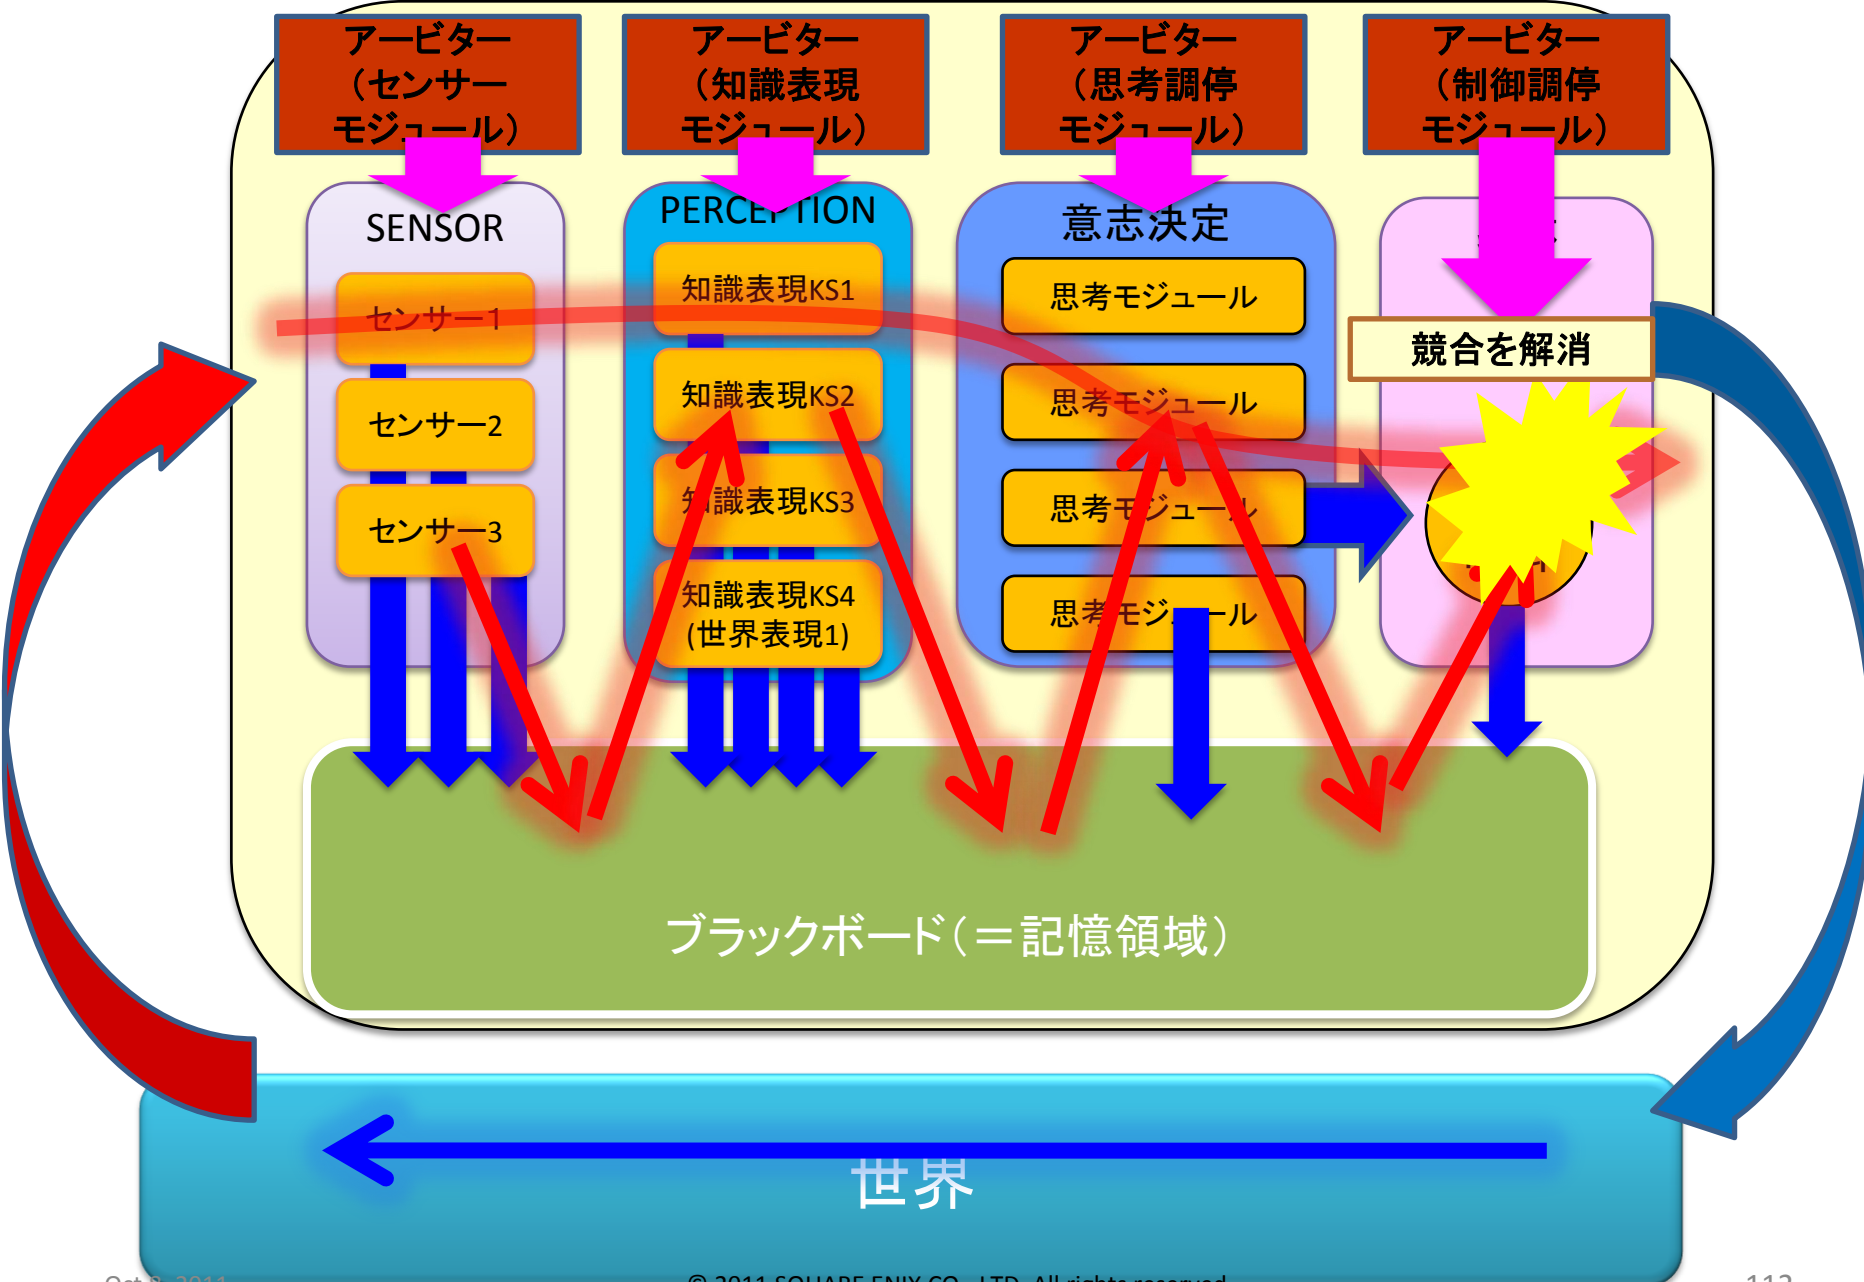 アービター
（センサー
モジュール）
アービター
（知識表現
モジュール）
アービター
（思考調停
モジュール）
アービター
（制御調停
モジュール）
SENSOR
センサー1
センサー2
センサー3
PERCEPTION
知識表現KS1
知識表現KS2
知識表現KS3
知識表現KS4
(世界表現1)
意志決定
思考モジュール
思考モジュール
思考モジュール
思考モジュール
競合を解消
ブラックボード（＝記憶領域）
世界
Oct 8, 2011
© 2011 SQUARE ENIX CO., LTD. All rights reserved.
112